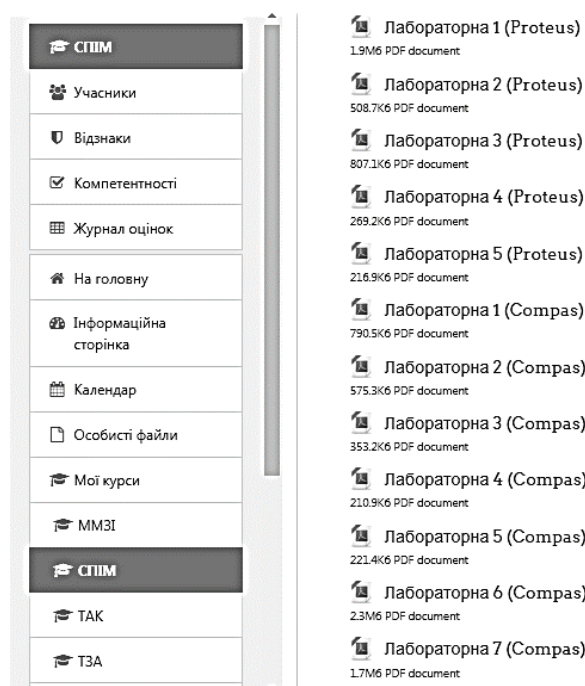 СПІМ
Учасники
Відзнаки
Компетентності
Журнал оцінок
На головну
Інформаційна
сторінка
Календар
Особисті файли
Мої курси
ММЗІ
СПІМ
ТАК
ТЗА
Лабораторна 1 (Proteus)
1.9Мб PDF document
Лабораторна 2 (Proteus)
508.7Кб PDF document
Лабораторна 3 (Proteus)
807.1Кб PDF document
Лабораторна 4 (Proteus)
269.2Кб PDF document
Лабораторна 5 (Proteus)
216.9Кб PDF document
Лабораторна 1 (Compas)
790.5Кб PDF document
Лабораторна 2 (Compas)
575.3Кб PDF document
Лабораторна 3 (Compas)
353.2Кб PDF document
Лабораторна 4 (Compas)
210.9Кб PDF document
Лабораторна 5 (Compas)
221.4Кб PDF document
Лабораторна 6 (Compas)
2.3Мб PDF document
Лабораторна 7 (Compas)
1.7Мб PDF document